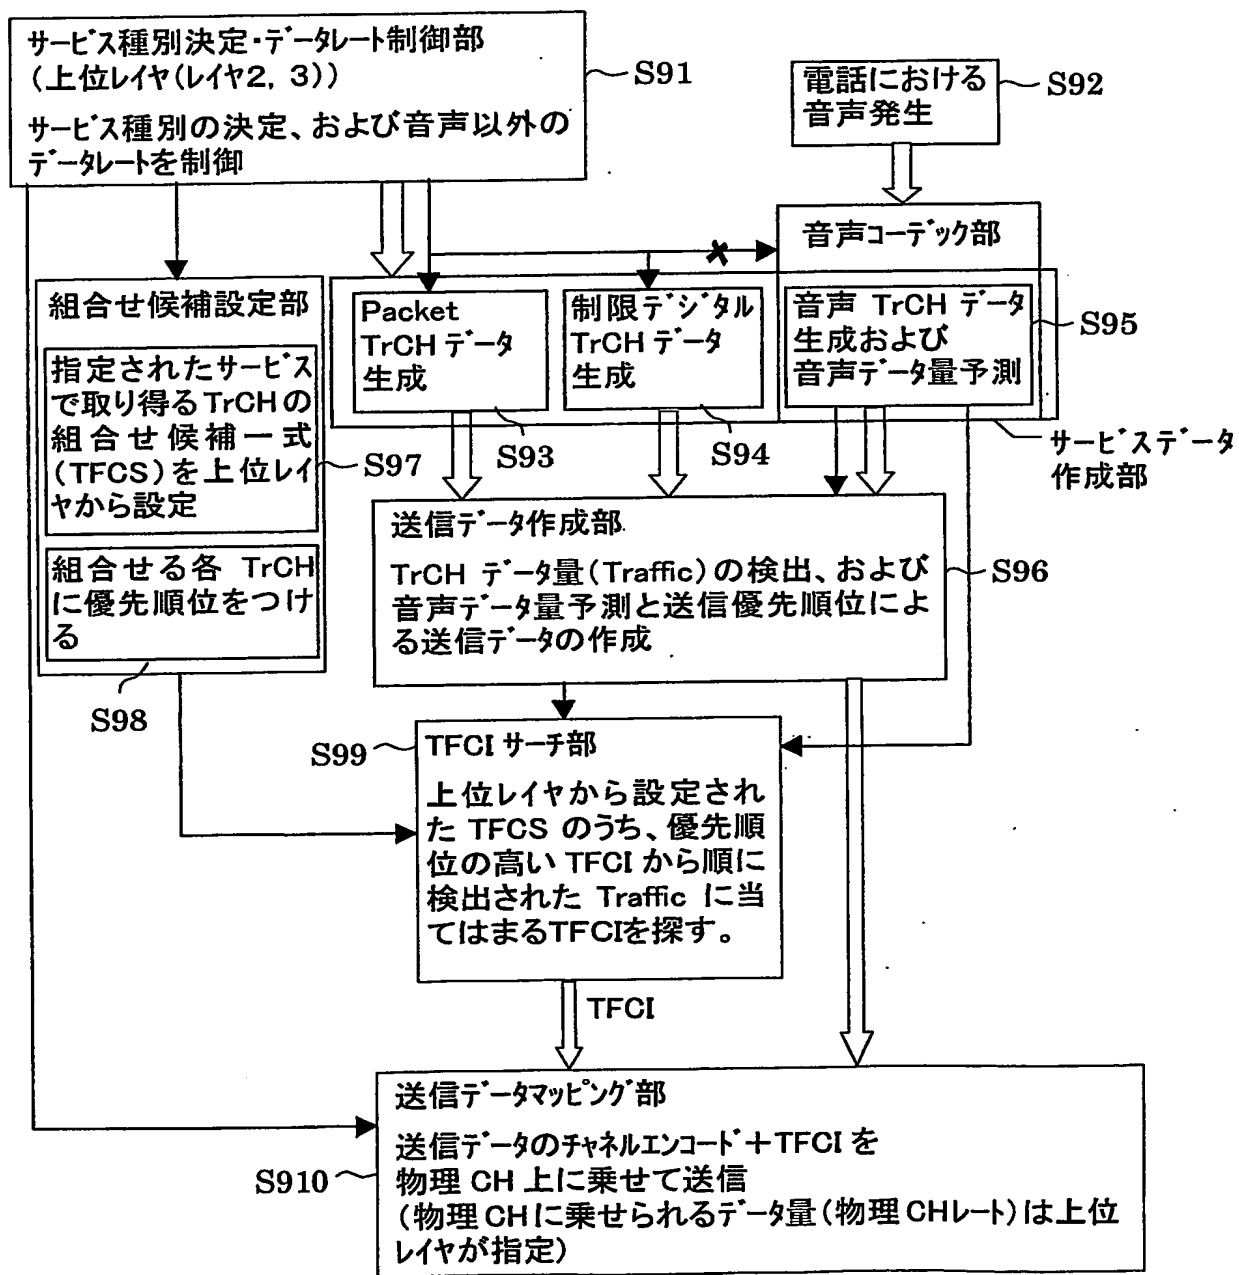 サービス種別決定・データレート制御部
(上位レイヤ(レイヤ2, 3))
サービス種別の決定、および音声以外の
データレートを制御
S91
電話における
音声発生
S92
音声コーデック部
組合せ候補設定部
指定されたサービス
で取り得るTrCHの
組合せ候補一式
(TFCS)を上位レイ
ヤから設定
S97
組合せる各 TrCH
に優先順位をつけ
る
S98
Packet
TrCH データ
生成
S93
制限デジタル
TrCH データ
生成
S94
音声 TrCH データ
生成および
音声データ量予測
S95
サービスデータ
作成部
送信データ作成部
TrCH データ量(Traffic)の検出、および
音声データ量予測と送信優先順位によ
る送信データの作成
S96
S99
TFCI サーチ部
上位レイヤから設定され
た TFCS のうち、優先順
位の高い TFCI から順に
検出された Traffic に当
てはまるTFCIを探す。
TFCI
送信データマッピング部
送信データのチャネルエンコード+TFCI を
物理 CH 上に乗せて送信
(物理 CHに乗せられるデータ量(物理 CHレート)は上位
レイヤが指定)
S910